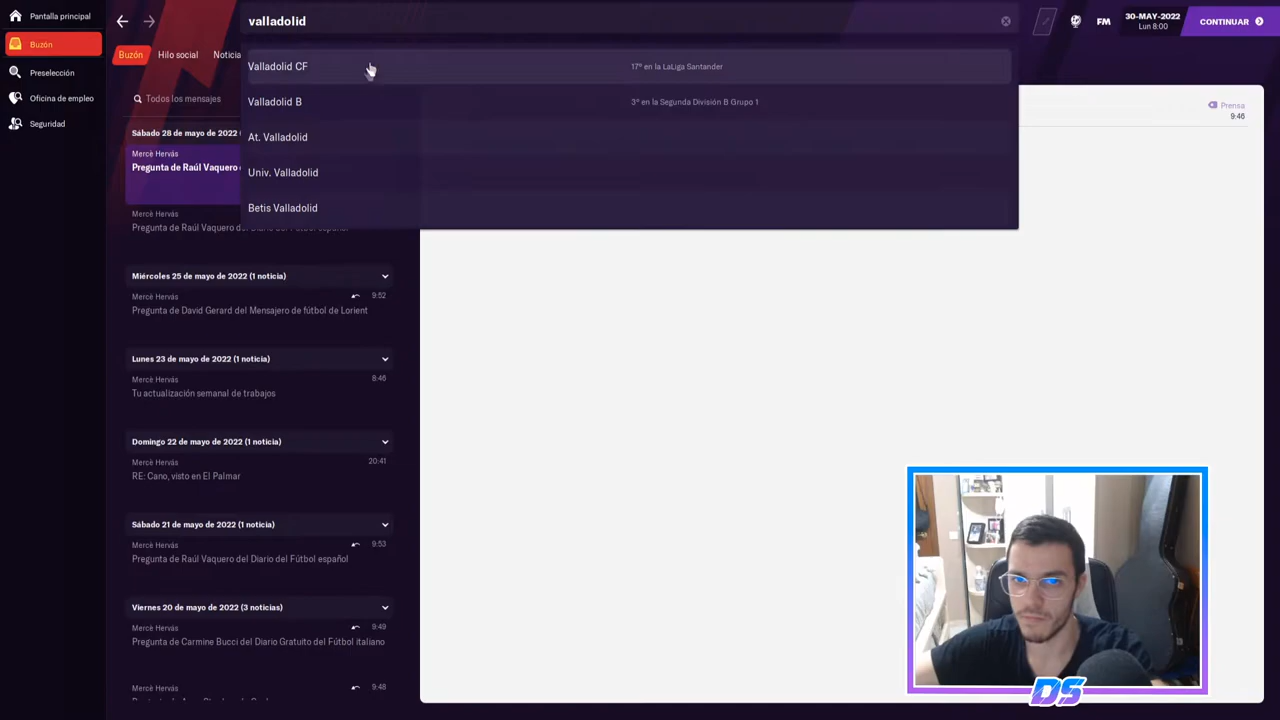 Pantalla principal
valladolid
FM
30-MAY-2022
Lun 8:00
CONTINUAR
Buzón
Buzón
Hilo social
Noticia
Valladolid CF
17º en la LaLiga Santander
Preselección
Todos los mensajes
Valladolid B
3º en la Segunda División B Grupo 1
Prensa
9:46
Oficina de empleo
Seguridad
Sábado 28 de mayo de 2022
At. Valladolid
Mercè Hervás
Pregunta de Raúl Vaquero
Univ. Valladolid
Betis Valladolid
Mercè Hervás
Pregunta de Raúl Vaquero del Diario del Fútbol español
Miércoles 25 de mayo de 2022 (1 noticia)
Mercè Hervás
9:52
Pregunta de David Gerard del Mensajero de fútbol de Lorient
Lunes 23 de mayo de 2022 (1 noticia)
Mercè Hervás
8:46
Tu actualización semanal de trabajos
Domingo 22 de mayo de 2022 (1 noticia)
Mercè Hervás
20:41
RE: Cano, visto en El Palmar
Sábado 21 de mayo de 2022 (1 noticia)
Mercè Hervás
9:53
Pregunta de Raúl Vaquero del Diario del Fútbol español
Viernes 20 de mayo de 2022 (3 noticias)
Mercè Hervás
9:49
Pregunta de Carmine Bucci del Diario Gratuito del Fútbol italiano
Mercè Hervás
9:48
DS